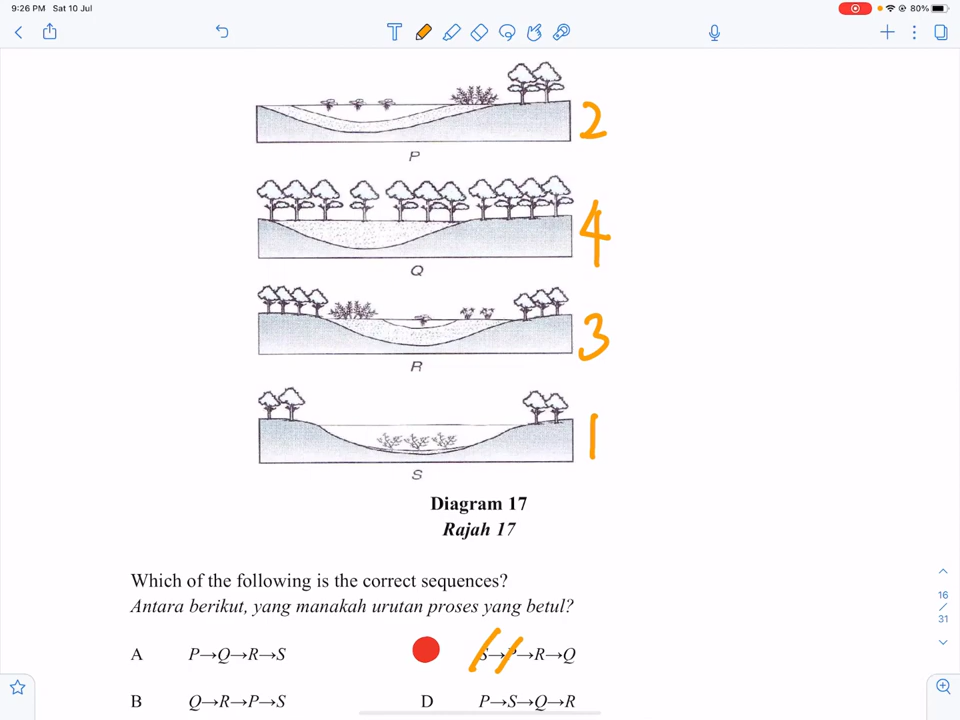 9:26 PM Sat 10 Jul 80%
T
2
P
4
Q
3
R
1
S
Diagram 17
Rajah 17
Which of the following is the correct sequences?
Antara berikut, yang manakah urutan proses yang betul?
A P→Q→R→S S→P→R→Q
B Q→R→P→S D P→S→Q→R
16
/
31